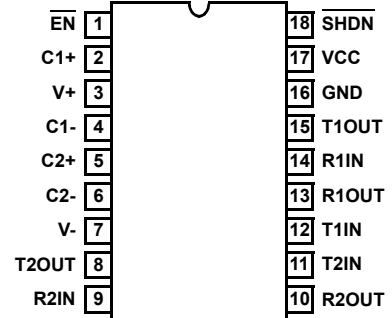 EN 1 18 SHDN
C1+ 2 17 VCC
V+ 3 16 GND
C1- 4 15 T1OUT
C2+ 5 14 R1IN
C2- 6 13 R1OUT
V- 7 12 T1IN
T2OUT 8 11 T2IN
R2IN 9 10 R2OUT